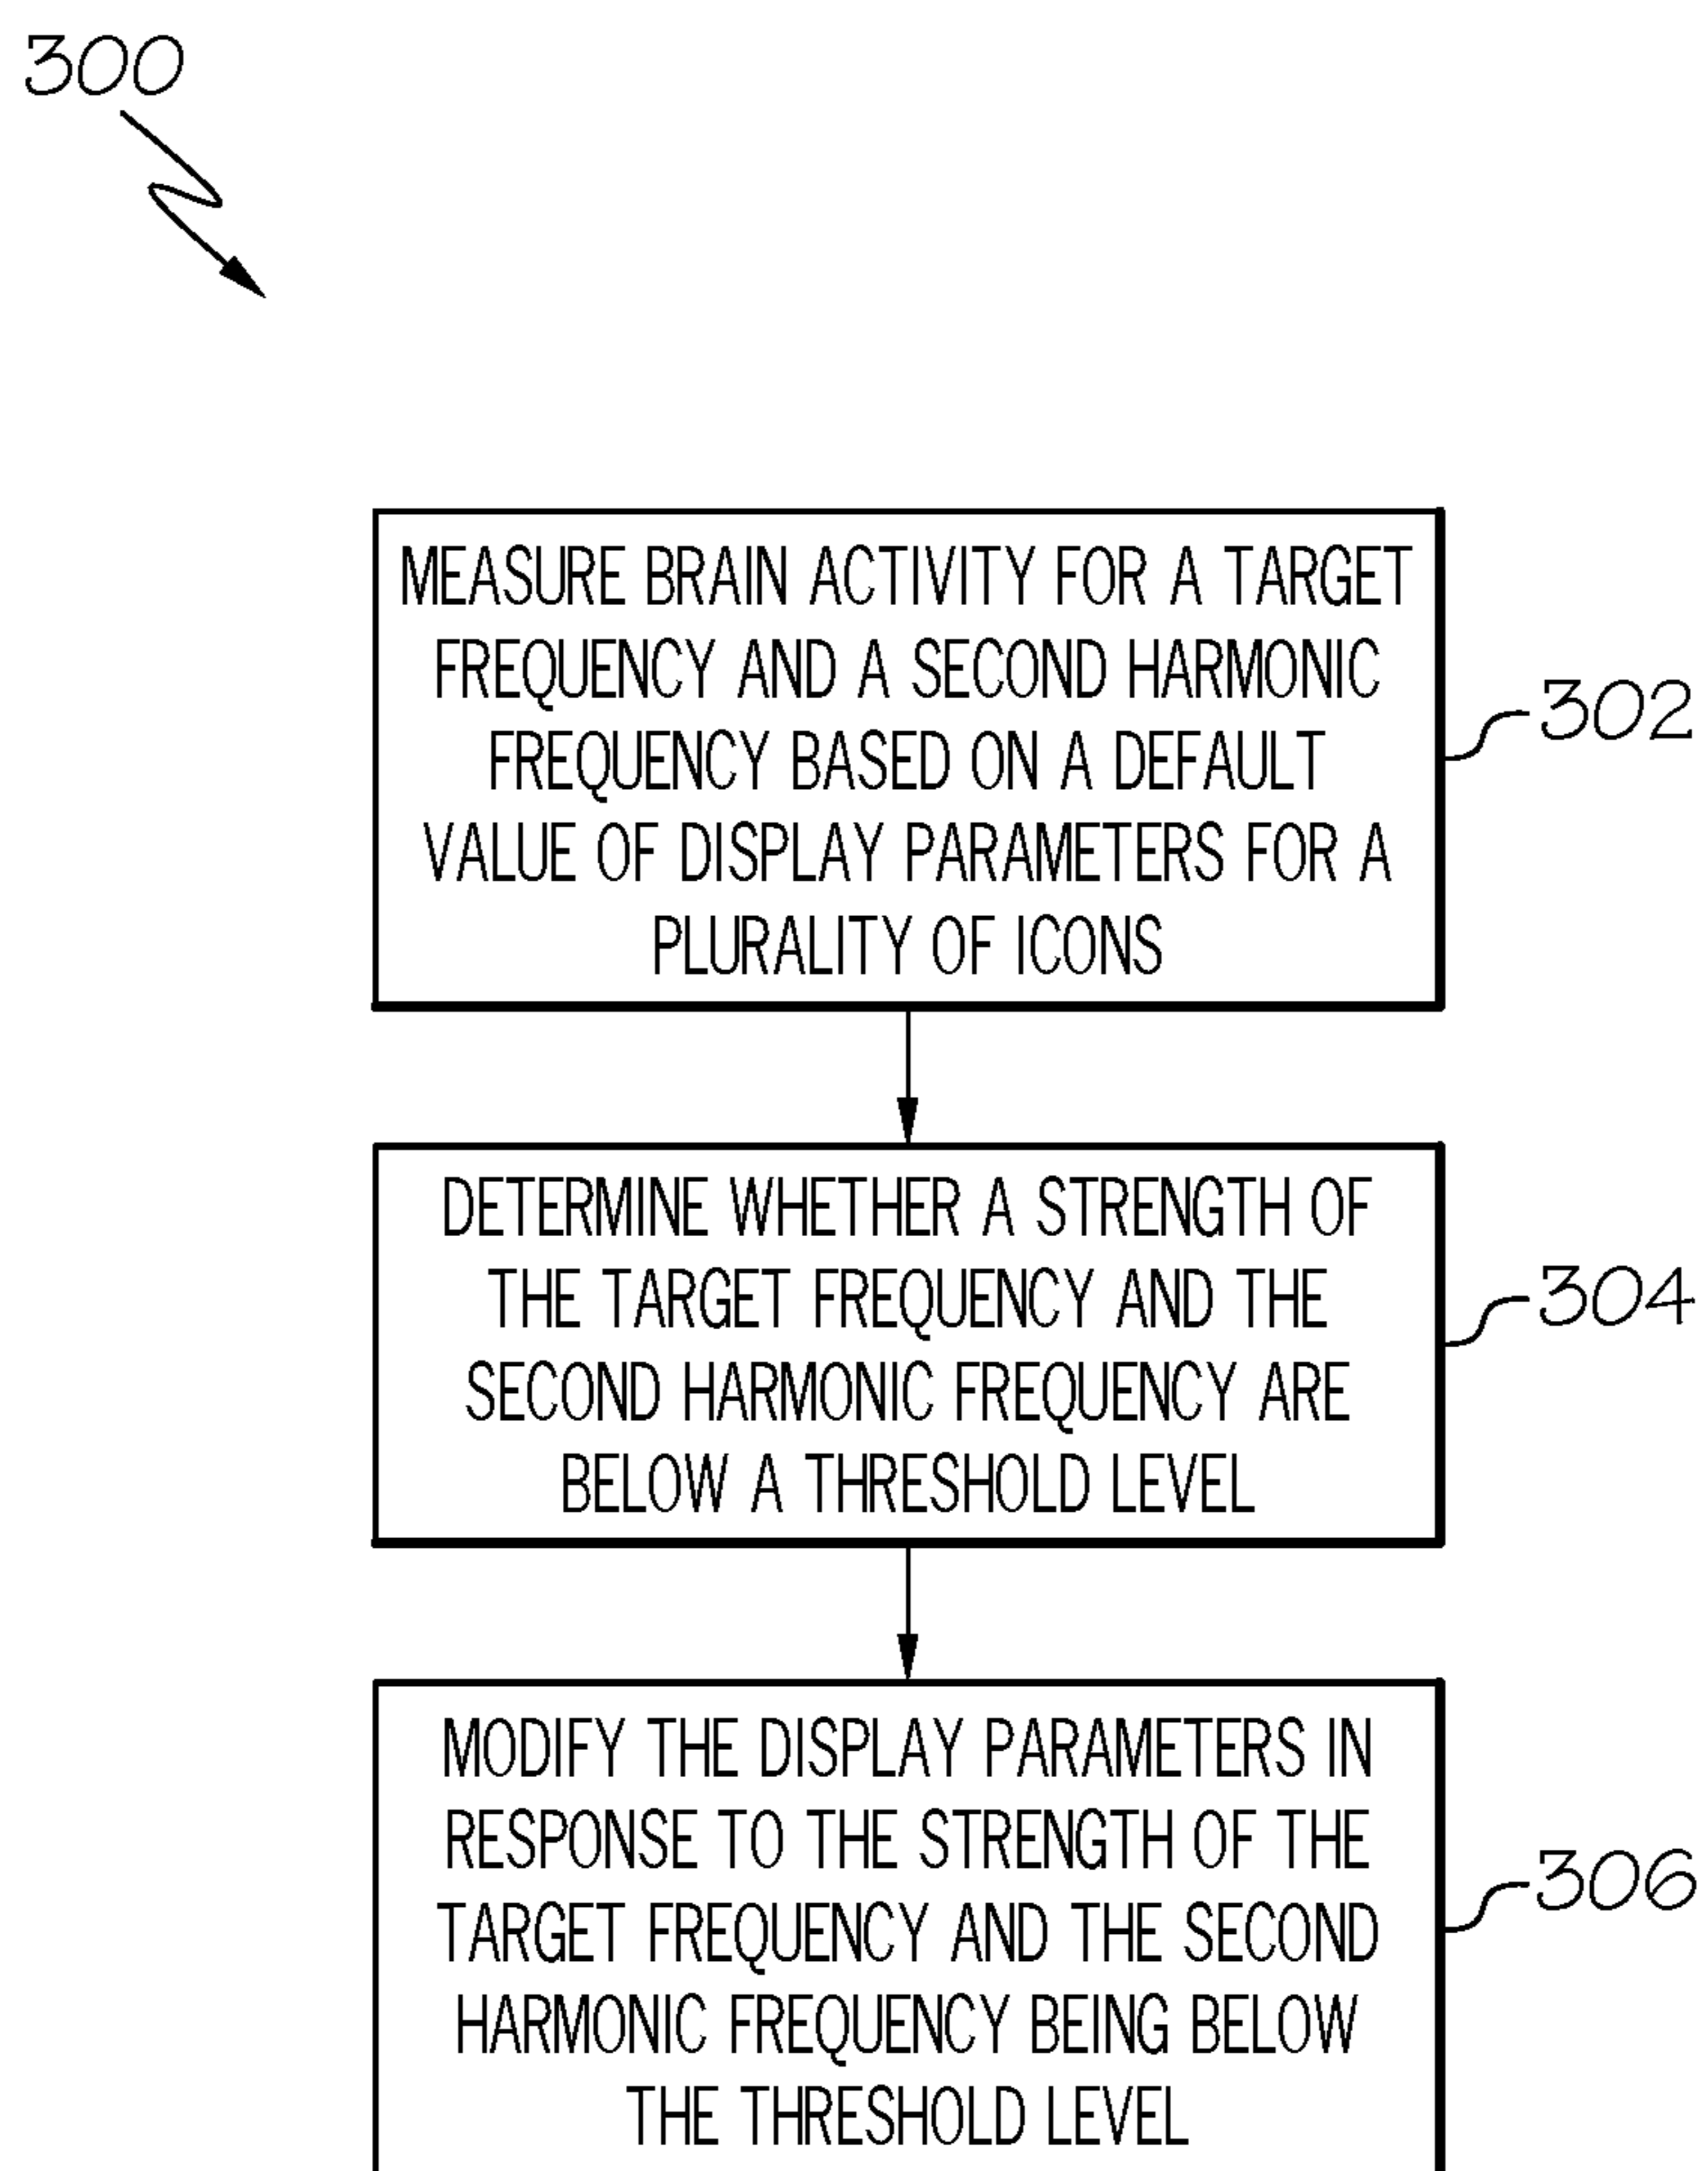 300
MEASURE BRAIN ACTIVITY FOR A TARGET
FREQUENCY AND A SECOND HARMONIC
FREQUENCY BASED ON A DEFAULT
VALUE OF DISPLAY PARAMETERS FOR A
PLURALITY OF ICONS
302
DETERMINE WHETHER A STRENGTH OF
THE TARGET FREQUENCY AND THE
SECOND HARMONIC FREQUENCY ARE
BELOW A THRESHOLD LEVEL
304
MODIFY THE DISPLAY PARAMETERS IN
RESPONSE TO THE STRENGTH OF THE
TARGET FREQUENCY AND THE SECOND
HARMONIC FREQUENCY BEING BELOW
THE THRESHOLD LEVEL
306